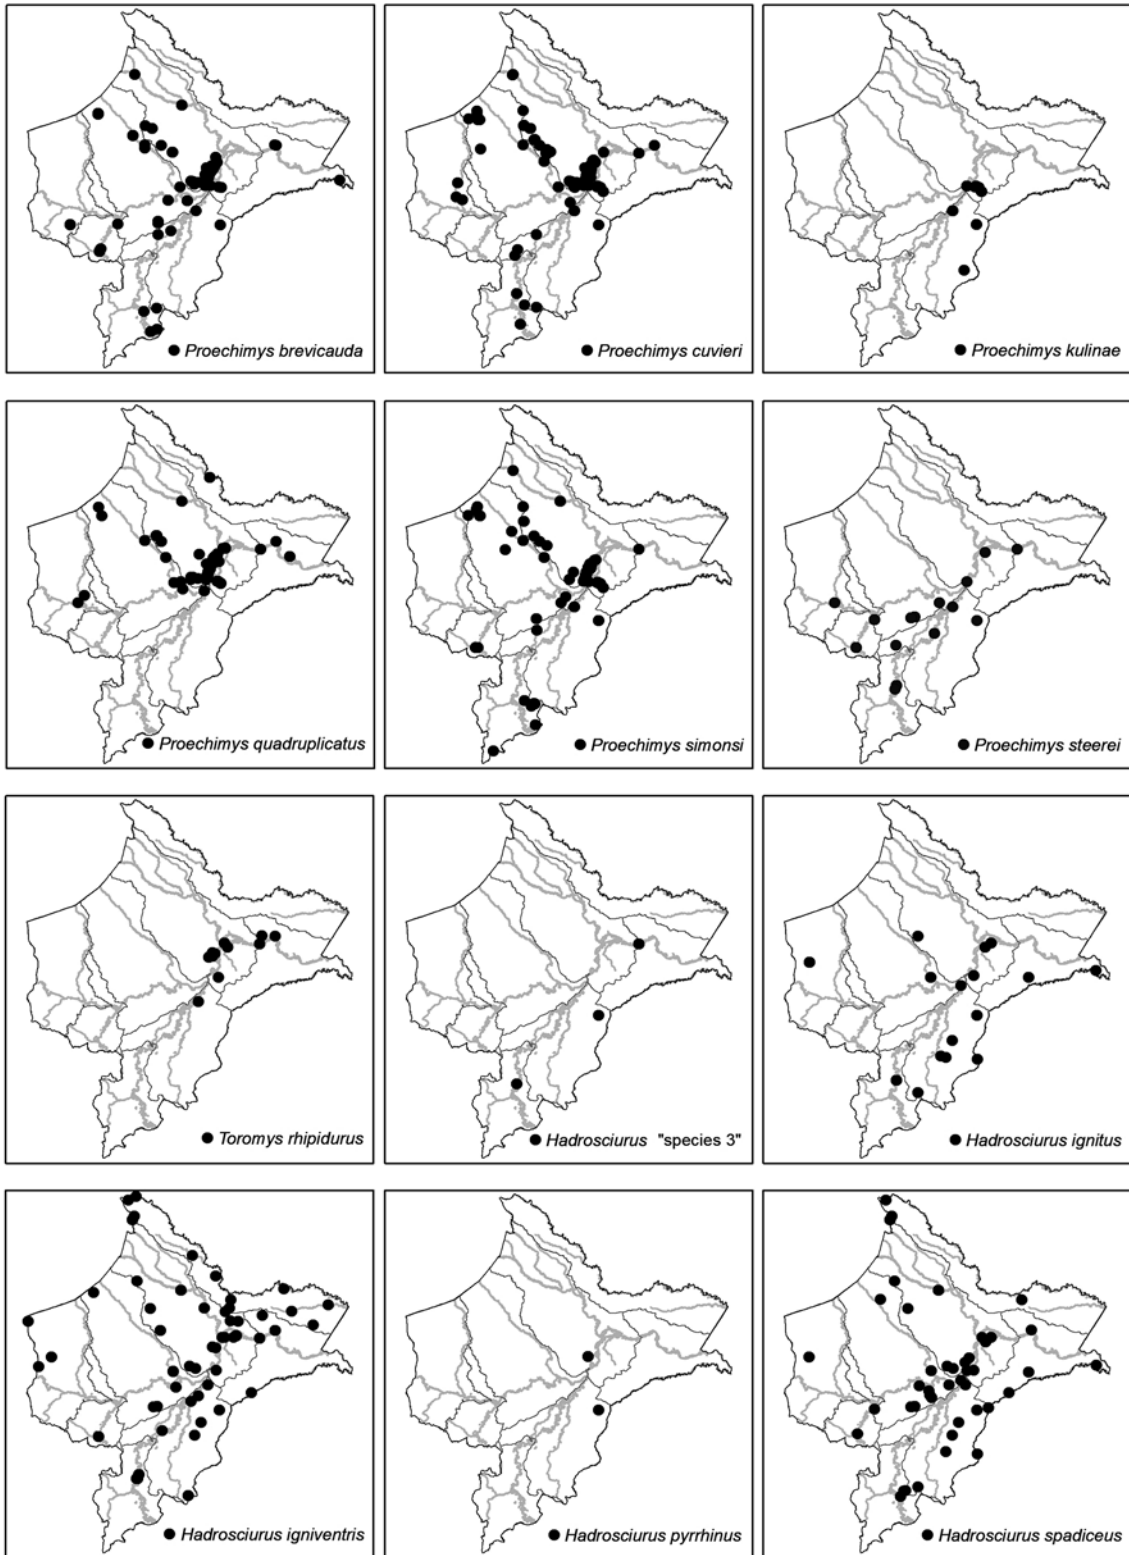 Proechimys brevicauda
Proechimys cuvieri
Proechimys kulinae
Proechimys quadruplicatus
Proechimys simonsi
Proechimys steerei
Toromys rhipidurus
Hadrosciurus "species 3"
Hadrosciurus ignitus
Hadrosciurus igniventris
Hadrosciurus pyrrhinus
Hadrosciurus spadiceus